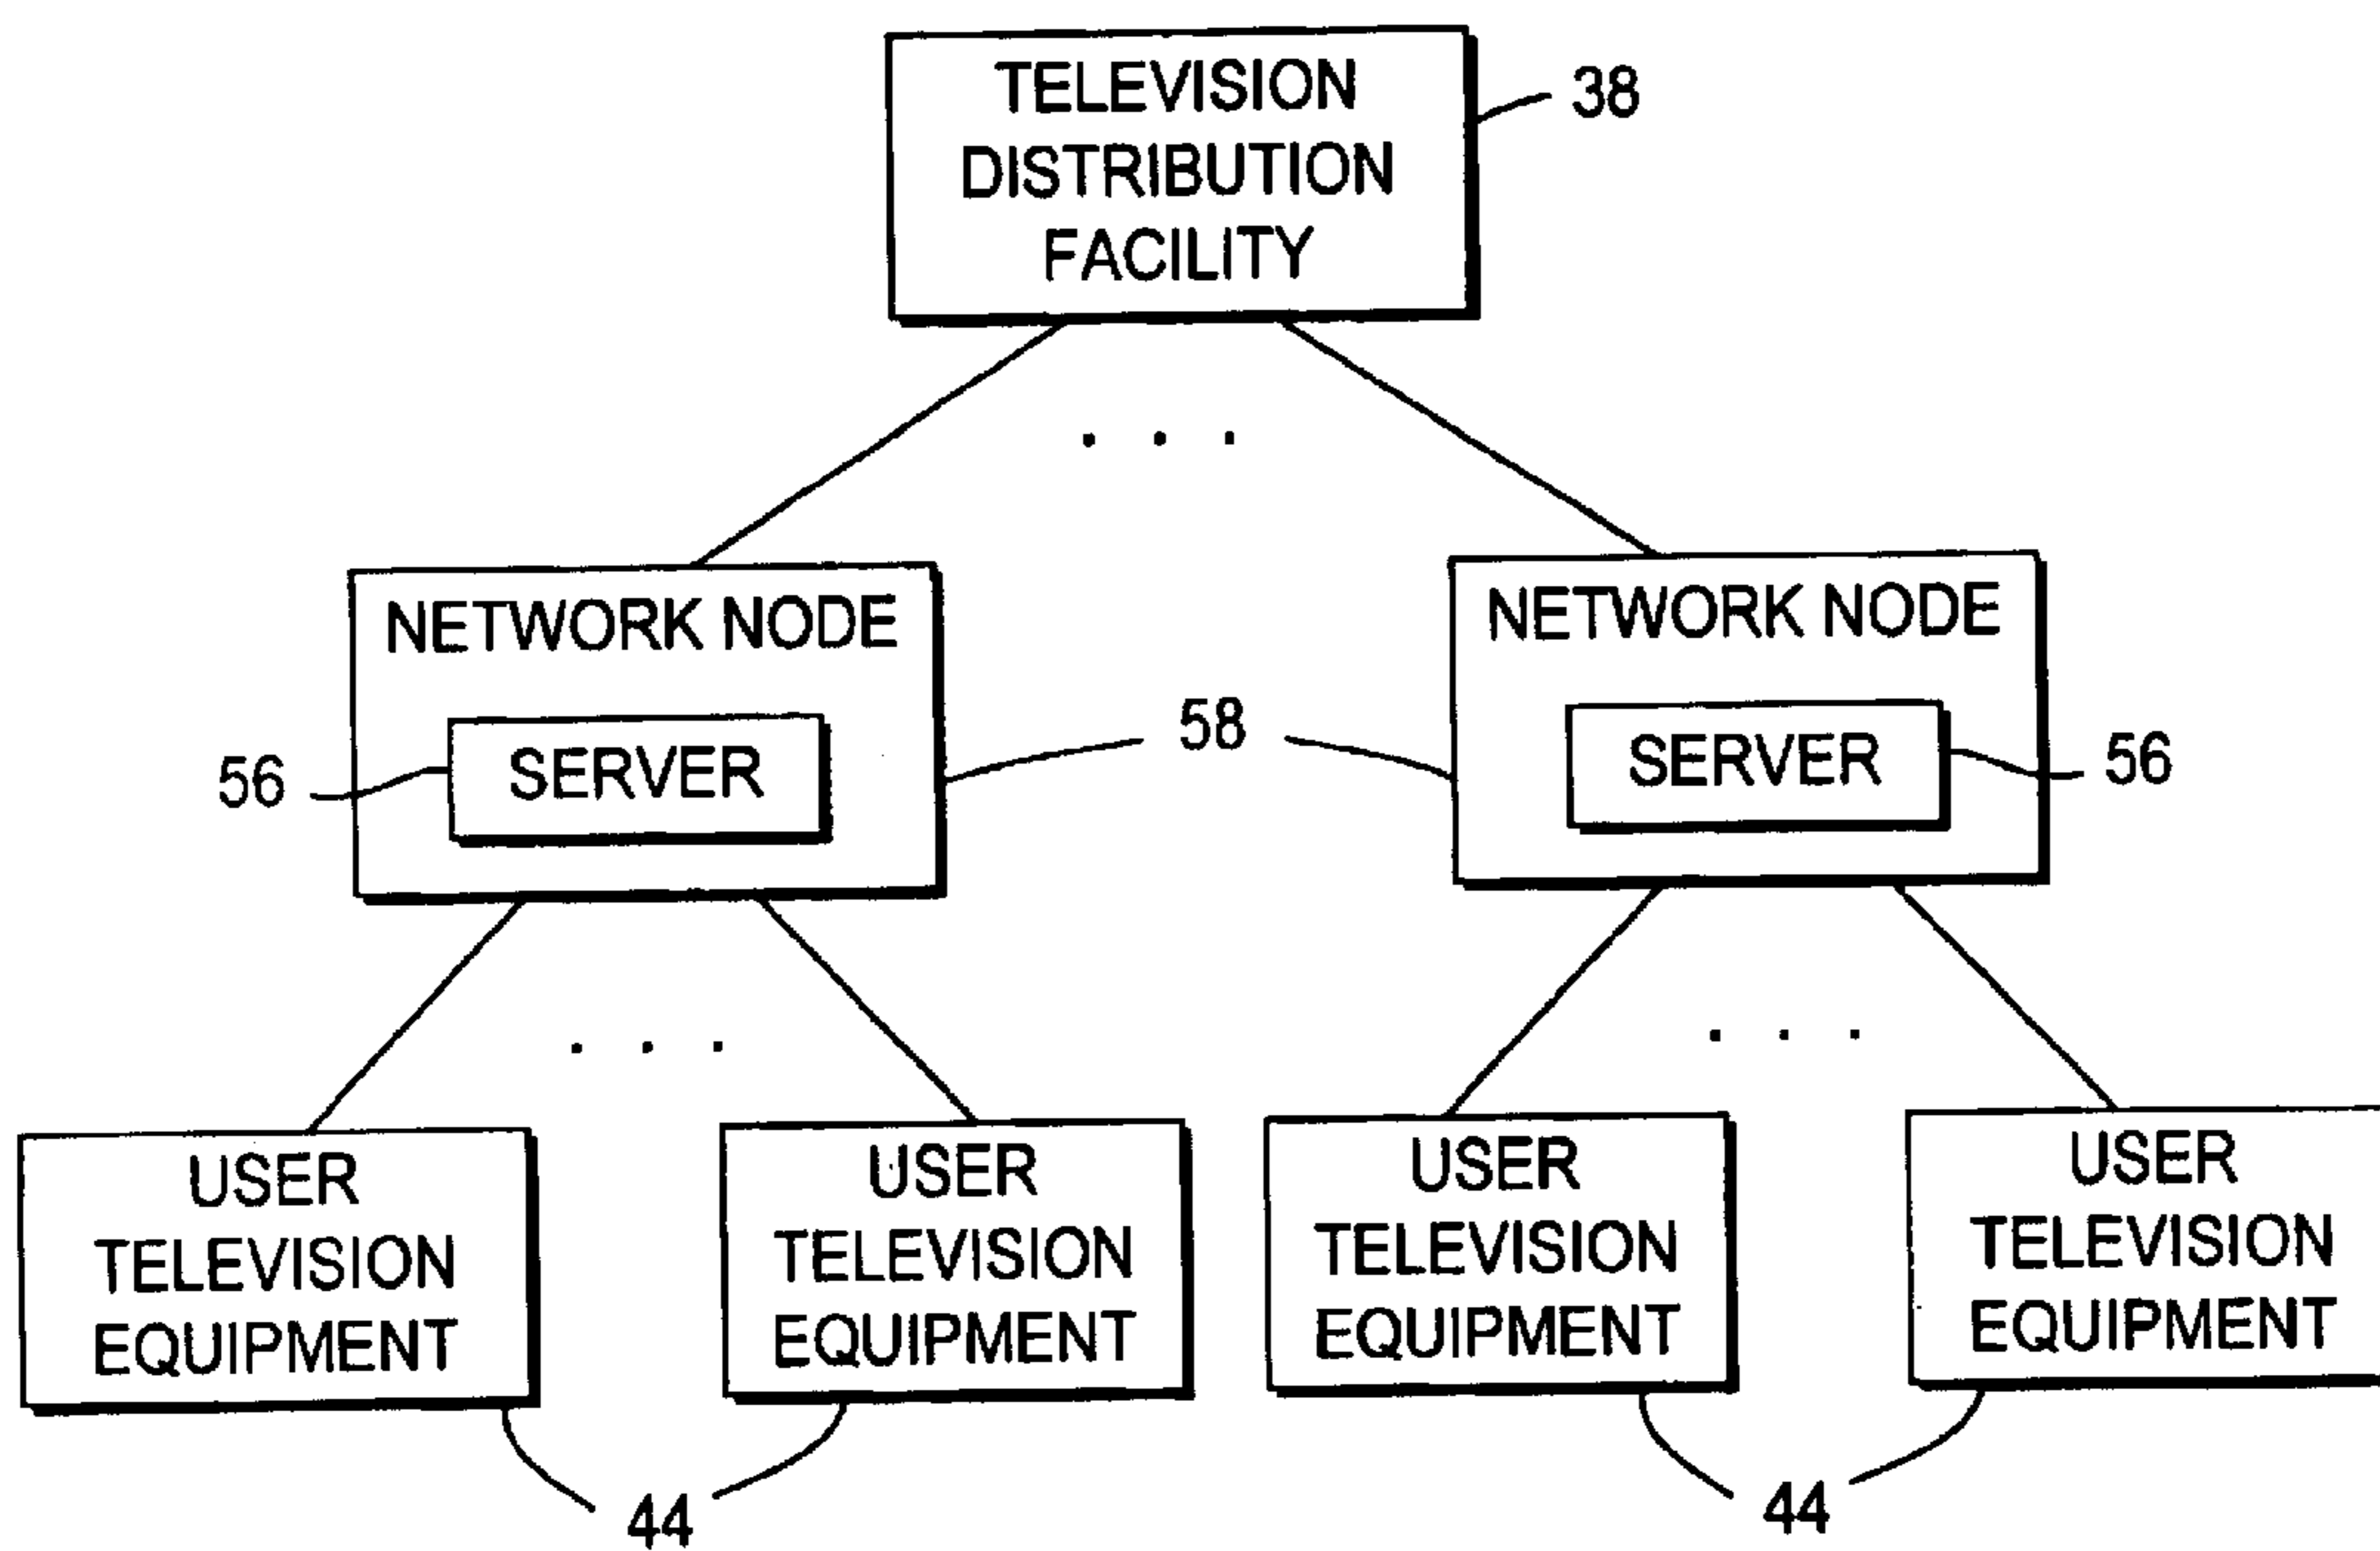 TELEVISION
DISTRIBUTION
FACILITY
38
. . .
NETWORK NODE
SERVER
56
58
NETWORK NODE
SERVER
56
. . .
. . .
USER
TELEVISION
EQUIPMENT
USER
TELEVISION
EQUIPMENT
44
USER
TELEVISION
EQUIPMENT
USER
TELEVISION
EQUIPMENT
44